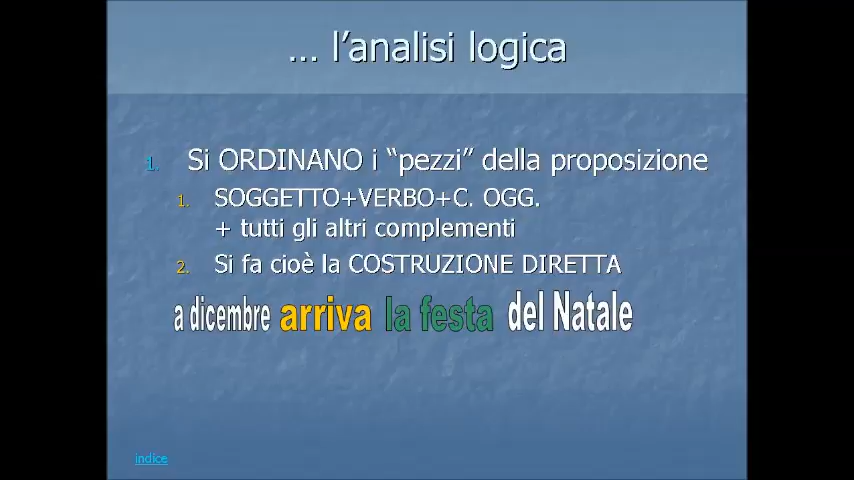 ... l'analisi logica
1. Si ORDINANO i “pezzi” della proposizione
1. SOGGETTO+VERBO+C. OGG.
+ tutti gli altri complementi
2. Si fa cioè la COSTRUZIONE DIRETTA
a dicembre arriva la festa del Natale
indice